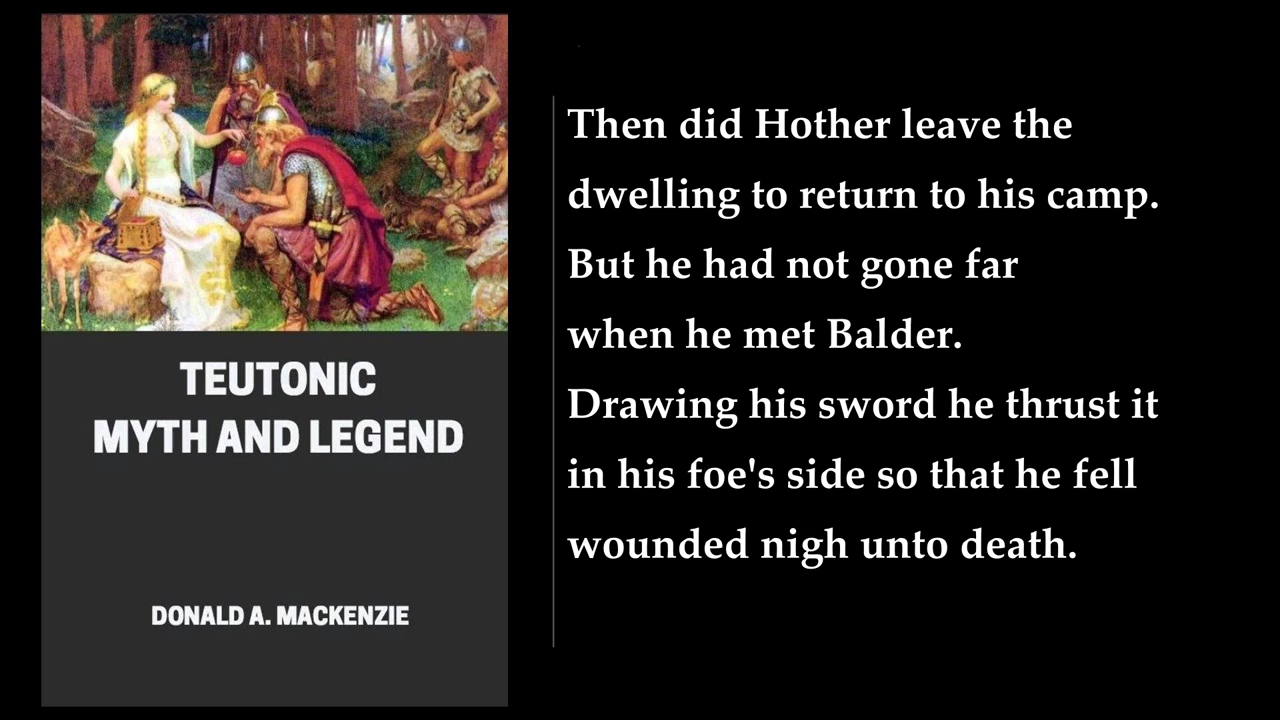 TEUTONIC
MYTH AND LEGEND
DONALD A. MACKENZIE
Then did Hother leave the
dwelling to return to his camp.
But he had not gone far
when he met Balder.
Drawing his sword he thrust it
in his foe's side so that he fell
wounded nigh unto death.